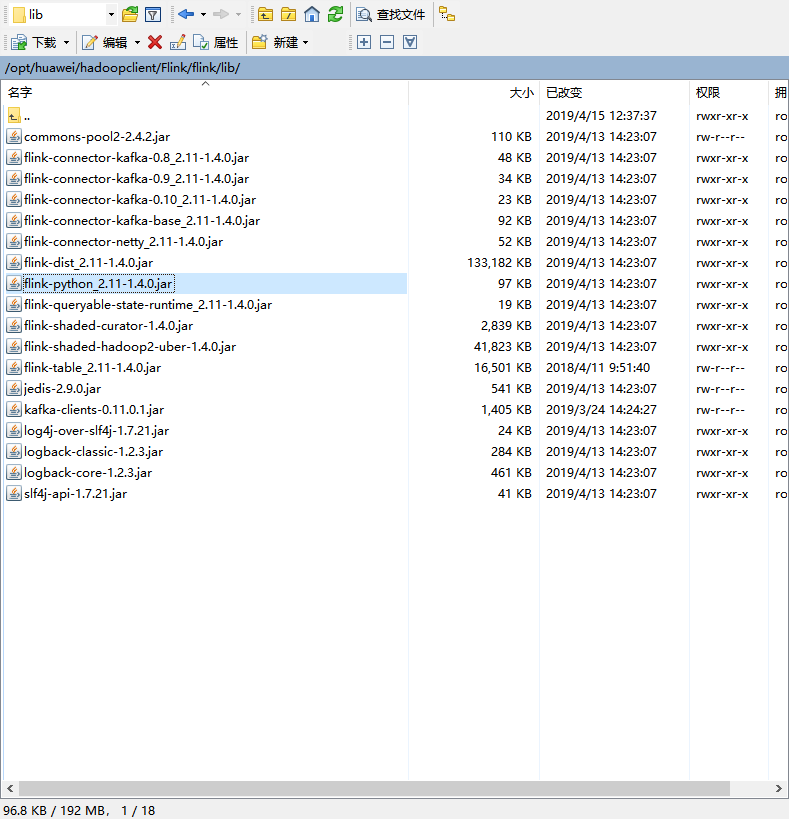 lib 查找文件
下载 编辑 属性 新建
/opt/huawei/hadoopclient/Flink/flink/lib/
名字 大小 已改变 权限 拥
.. 2019/4/15 12:37:37 rwxr-xr-x ro
commons-pool2-2.4.2.jar 110 KB 2019/4/13 14:23:07 rw-r--r-- ro
flink-connector-kafka-0.8_2.11-1.4.0.jar 48 KB 2019/4/13 14:23:07 rwxr-xr-x ro
flink-connector-kafka-0.9_2.11-1.4.0.jar 34 KB 2019/4/13 14:23:07 rwxr-xr-x ro
flink-connector-kafka-0.10_2.11-1.4.0.jar 23 KB 2019/4/13 14:23:07 rwxr-xr-x ro
flink-connector-kafka-base_2.11-1.4.0.jar 92 KB 2019/4/13 14:23:07 rwxr-xr-x ro
flink-connector-netty_2.11-1.4.0.jar 52 KB 2019/4/13 14:23:07 rwxr-xr-x ro
flink-dist_2.11-1.4.0.jar 133,182 KB 2019/4/13 14:23:07 rwxr-xr-x ro
flink-python_2.11-1.4.0.jar 97 KB 2019/4/13 14:23:07 rwxr-xr-x ro
flink-queryable-state-runtime_2.11-1.4.0.jar 19 KB 2019/4/13 14:23:07 rwxr-xr-x ro
flink-shaded-curator-1.4.0.jar 2,839 KB 2019/4/13 14:23:07 rwxr-xr-x ro
flink-shaded-hadoop2-uber-1.4.0.jar 41,823 KB 2019/4/13 14:23:07 rwxr-xr-x ro
flink-table_2.11-1.4.0.jar 16,501 KB 2018/4/11 9:51:40 rw-r--r-- ro
jedis-2.9.0.jar 541 KB 2019/4/13 14:23:07 rw-r--r-- ro
kafka-clients-0.11.0.1.jar 1,405 KB 2019/3/24 14:24:27 rw-r--r-- ro
log4j-over-slf4j-1.7.21.jar 24 KB 2019/4/13 14:23:07 rwxr-xr-x ro
logback-classic-1.2.3.jar 284 KB 2019/4/13 14:23:07 rwxr-xr-x ro
logback-core-1.2.3.jar 461 KB 2019/4/13 14:23:07 rwxr-xr-x ro
slf4j-api-1.7.21.jar 41 KB 2019/4/13 14:23:07 rwxr-xr-x ro
96.8 KB / 192 MB， 1 / 18